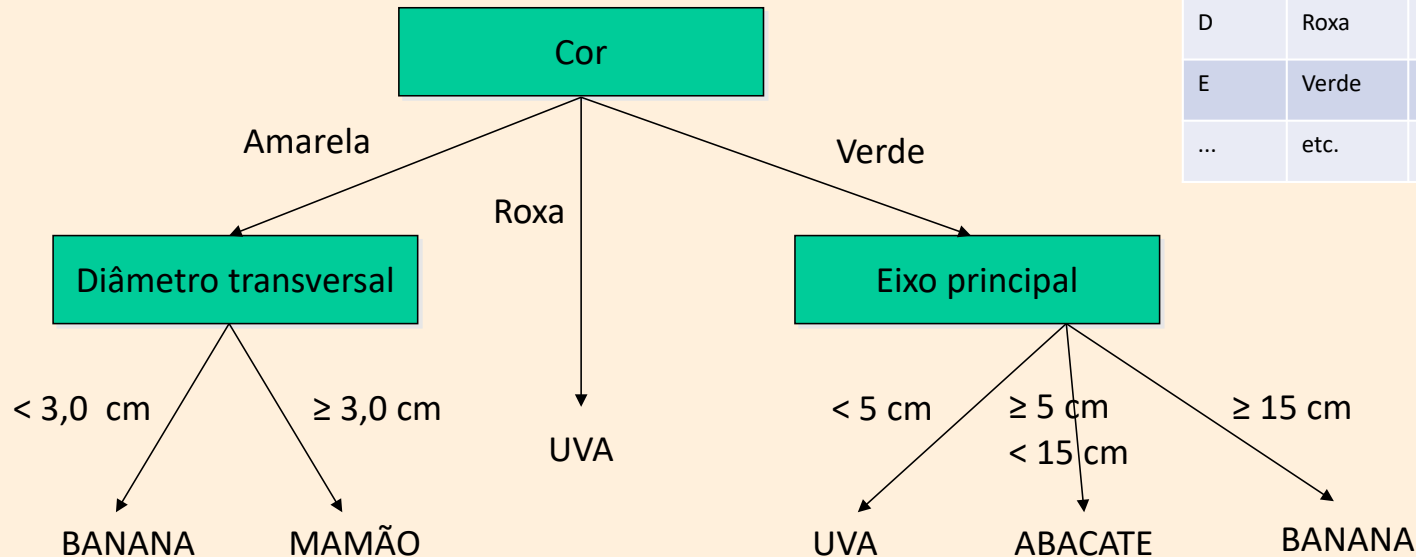 D Roxa
E Verde
... etc.
Cor
Amarela
Roxa
Verde
Diâmetro transversal
Eixo principal
< 3,0 cm
≥ 3,0 cm
UVA
< 5 cm
≥ 5 cm
< 15 cm
≥ 15 cm
BANANA
MAMÃO
UVA
ABACATE
BANANA